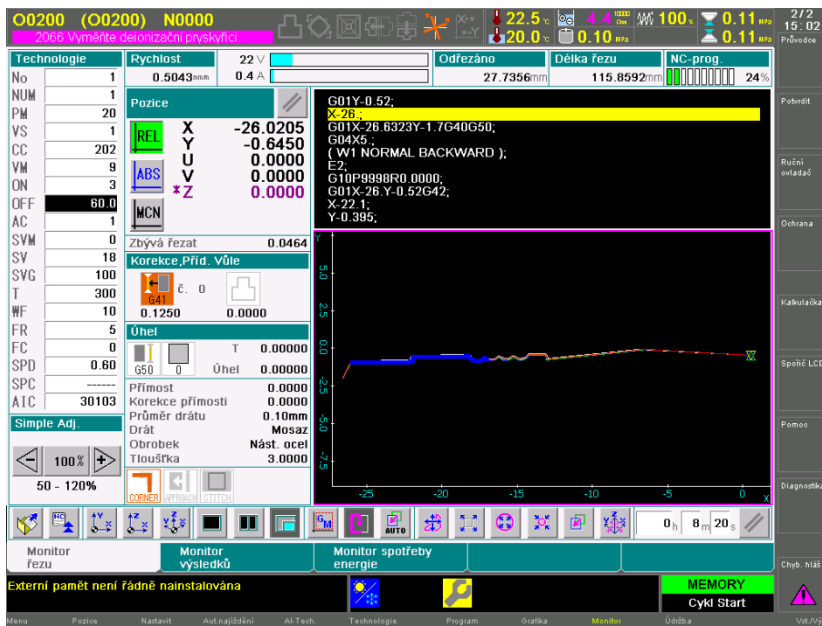 O0200 (O0200) N0000
2066 Vyměňte deionizační pryskyřici.
22.5 °C
20.0 °C
4.4
0.10 MPa
100 %
0.11 MPa
0.11 MPa
2/2
15:02
Průvodce
Technologie
No 1
NUM 1
PM 20
VS 1
CC 202
VM 9
ON 3
OFF 60.0
AC 1
SVM 0
SV 18
SVG 100
T 300
WF 10
FR 5
FC 0
SPD 0.60
SPC ------
AIC 30103
Simple Adj.
100%
50 - 120%
Rychlost
0.5043 mm/m
22 V
0.4 A
Odřezáno
27.7356mm
Délka řezu
115.8592mm
NC-prog.
24%
Pozice
REL
ABS
MCN
X -26.0205
Y -0.6450
U 0.0000
V 0.0000
*Z 0.0000
Zbývá řezat 0.0464
Korekce,Příd. Vůle
G41
č. 0
0.1250 0.0000
Úhel
G50
0
T 0.00000
Úhel 0.00000
Přímost 0.0000
Korekce přímosti 0.0000
Průměr drátu 0.10mm
Drát Mosaz
Obrobek Nást. ocel
Tloušťka 3.0000
CORNER APPROACH STITCH
G01Y-0.52;
X-26.;
G01X-26.6323Y-1.7G40G50;
G04X5.;
( W1 NORMAL BACKWARD );
E2;
G10P9998R0.0000;
G01X-26.Y-0.52G42;
X-22.1;
Y-0.395;
Y
5.0
2.5
0.0
-2.5
-5.0
-7.5
-25 -20 -15 -10 -5 0 X
Potvrdit
Ruční
ovladač
Ochrana
Kalkulačka
Spořič LCD
Pomoc
Diagnostika
Chyb. hláš
AUTO
0 h 8 m 20 s
Monitor
řezu
Monitor
výsledků
Monitor spotřeby
energie
Externí pamět není řádně nainstalována
MEMORY
Cykl Start
Menu Pozice Nastavit Aut.najíždění AI-Tech. Technologie Program Grafika Monitor Údržba Vst./Vý